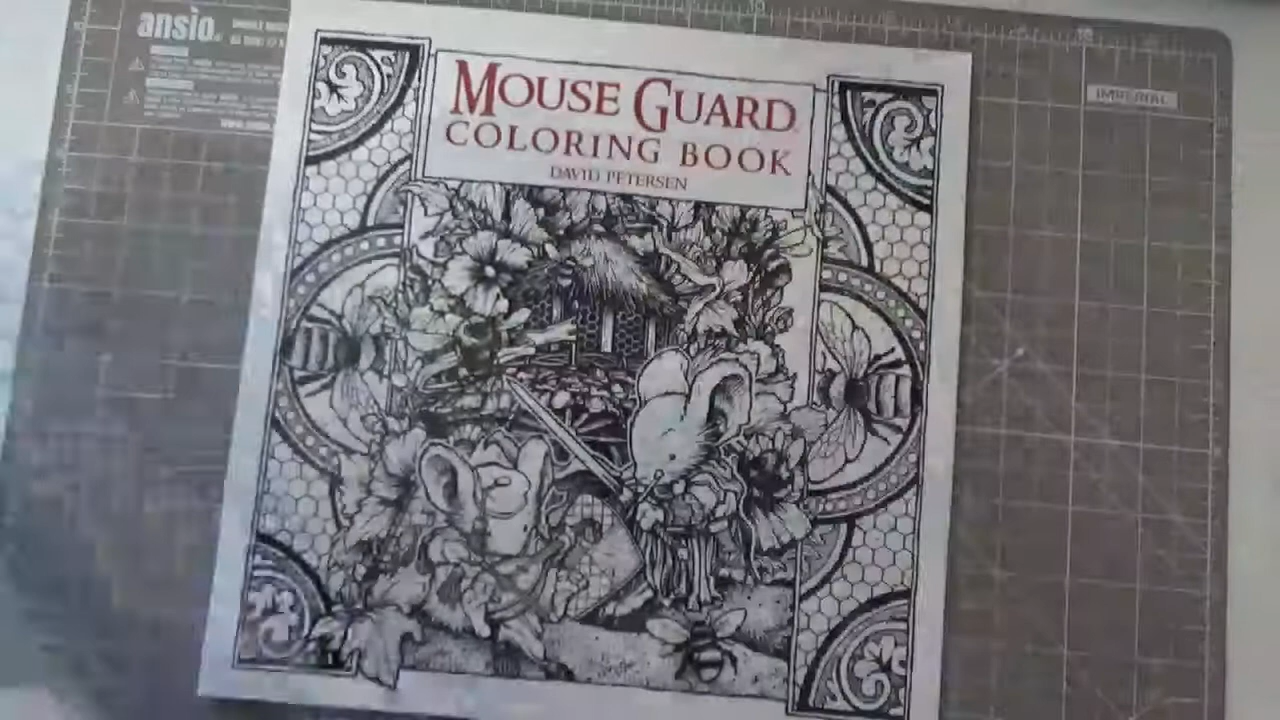 ansio
MOUSE GUARD
COLORING BOOK
DAVID PETERSEN
IMPERIAL